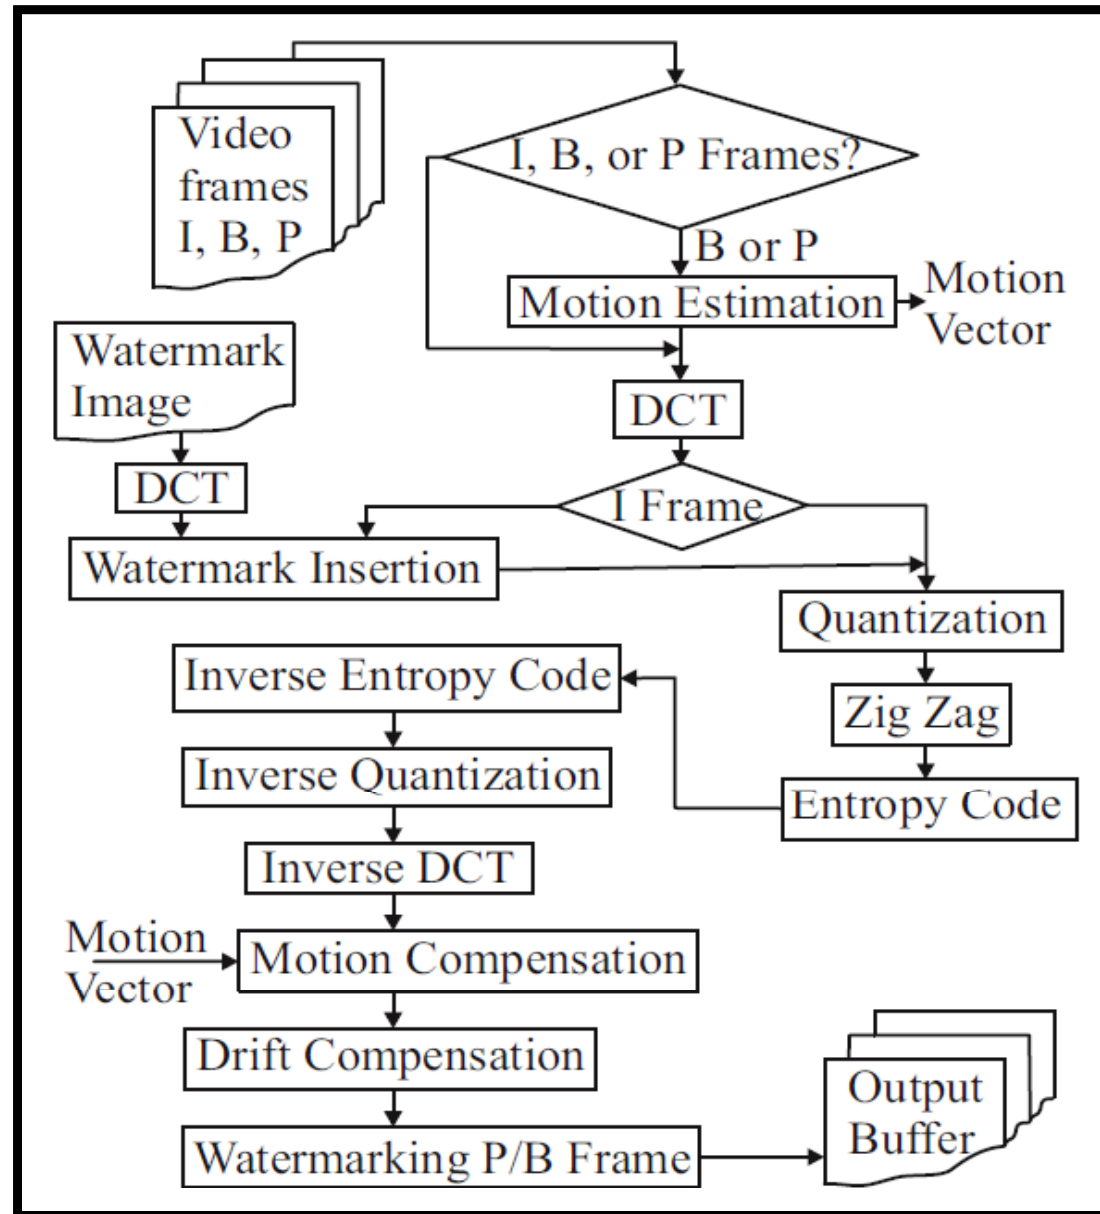 Video
frames
I, B, P
I, B, or P Frames?
B or P
Motion Estimation
Motion
Vector
Watermark
Image
DCT
DCT
I Frame
Watermark Insertion
Quantization
Zig Zag
Entropy Code
Inverse Entropy Code
Inverse Quantization
Inverse DCT
Motion
Vector
Motion Compensation
Drift Compensation
Watermarking P/B Frame
Output
Buffer